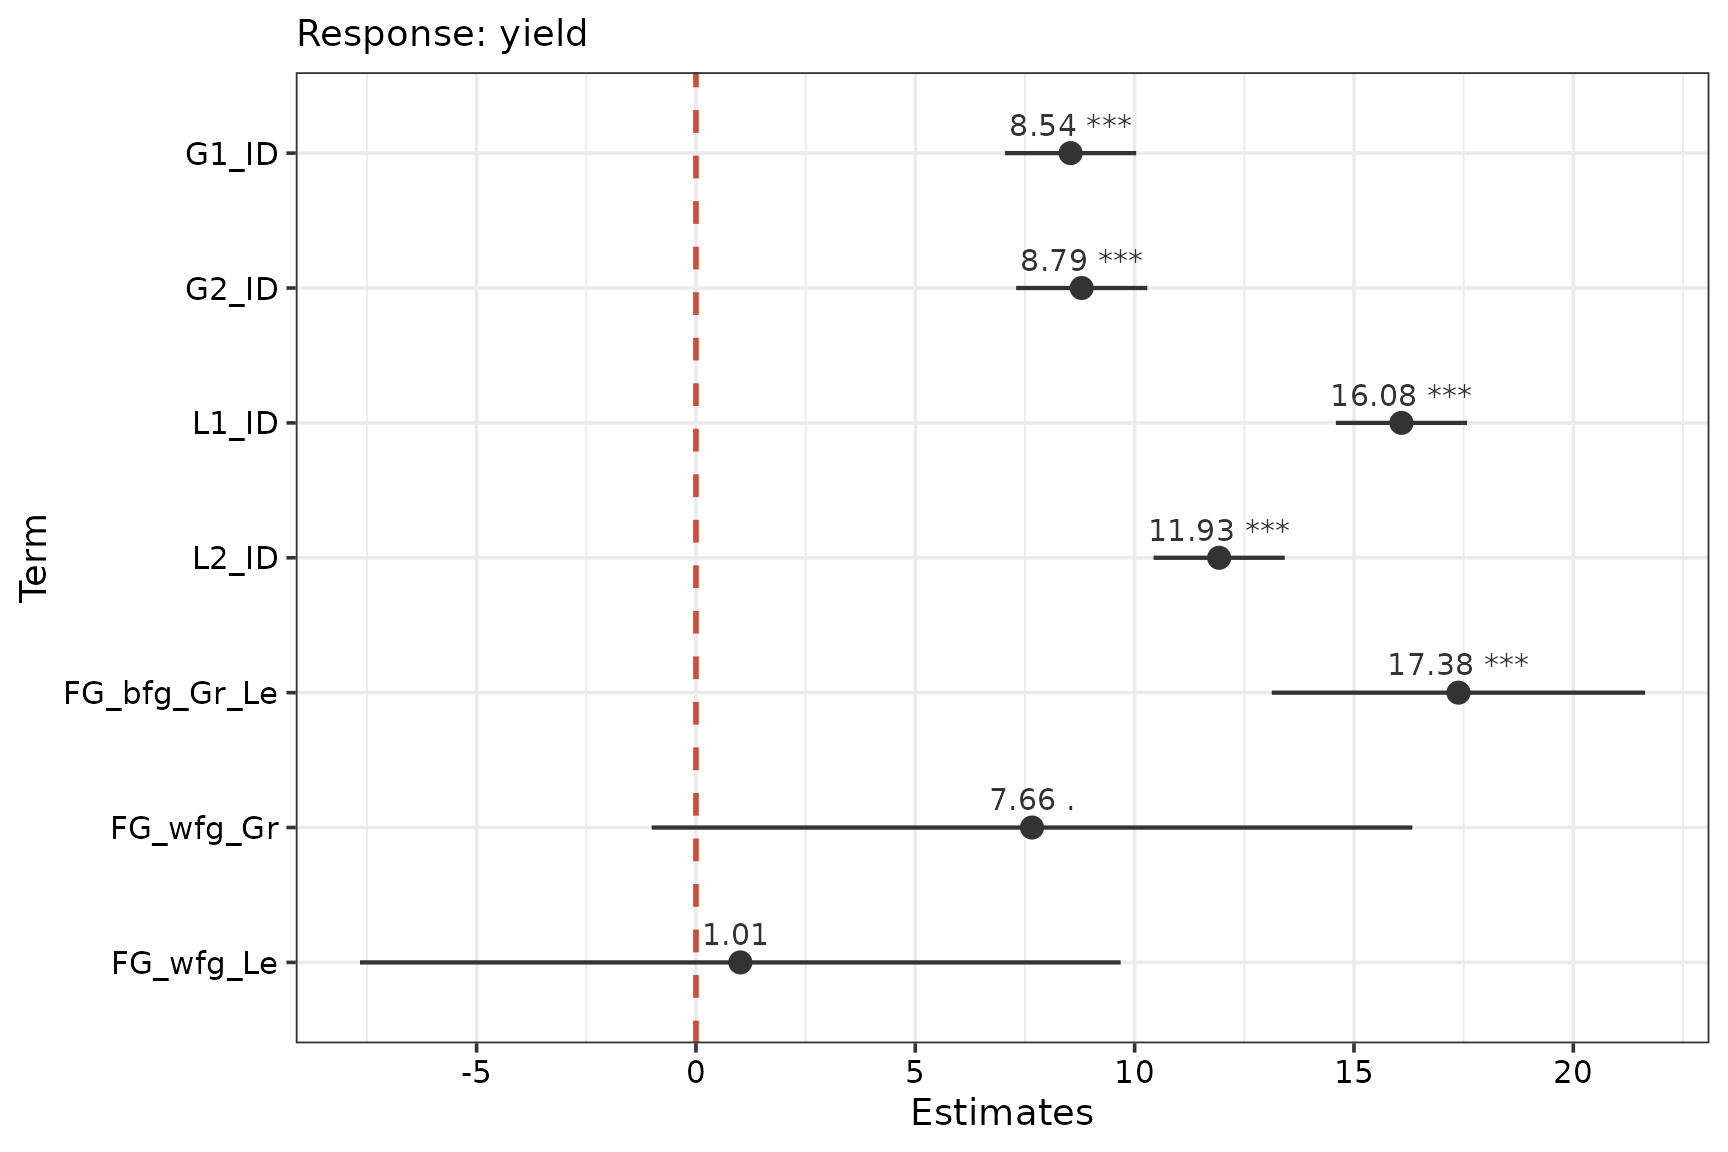 Response: yield
G1_ID
8.54 ***
G2_ID
8.79 ***
L1_ID
16.08 ***
L2_ID
11.93 ***
Term
FG_bfg_Gr_Le
17.38 ***
FG_wfg_Gr
7.66 .
FG_wfg_Le
1.01
-5 0 5 10 15 20
Estimates